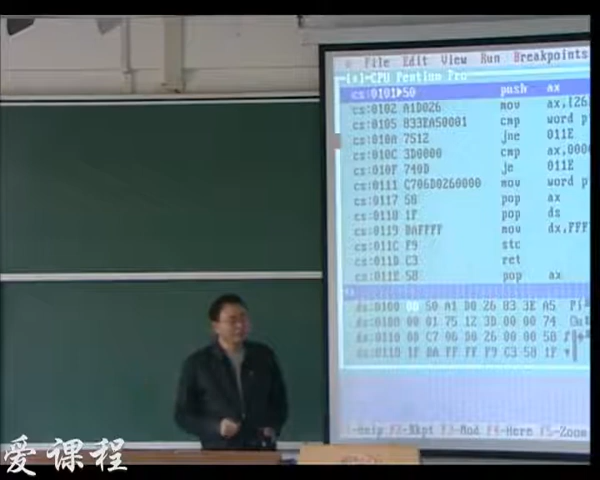 ≡ File Edit View Run Breakpoints
=[■]=CPU Pentium Pro
cs:0101►50 push ax
cs:0102 A1D026 mov ax,[26
cs:0105 833EA50001 cmp word p
cs:010A 7512 jne 011E
cs:010C 3D0000 cmp ax,000
cs:010F 740D je 011E
cs:0111 C706D0260000 mov word p
cs:0117 58 pop ax
cs:0118 1F pop ds
cs:0119 BAFFFF mov dx,FFF
cs:011C F9 stc
cs:011D C3 ret
cs:011E 58 pop ax
ds:0100 00 50 A1 D0 26 83 3E A5
ds:0108 00 01 75 12 3D 00 00 74
ds:0110 0D C7 06 D0 26 00 00 58
ds:0118 1F BA FF FF F9 C3 58 1F
F2-Bkpt F3-Mod F4-Here F5-Zoom
爱课程